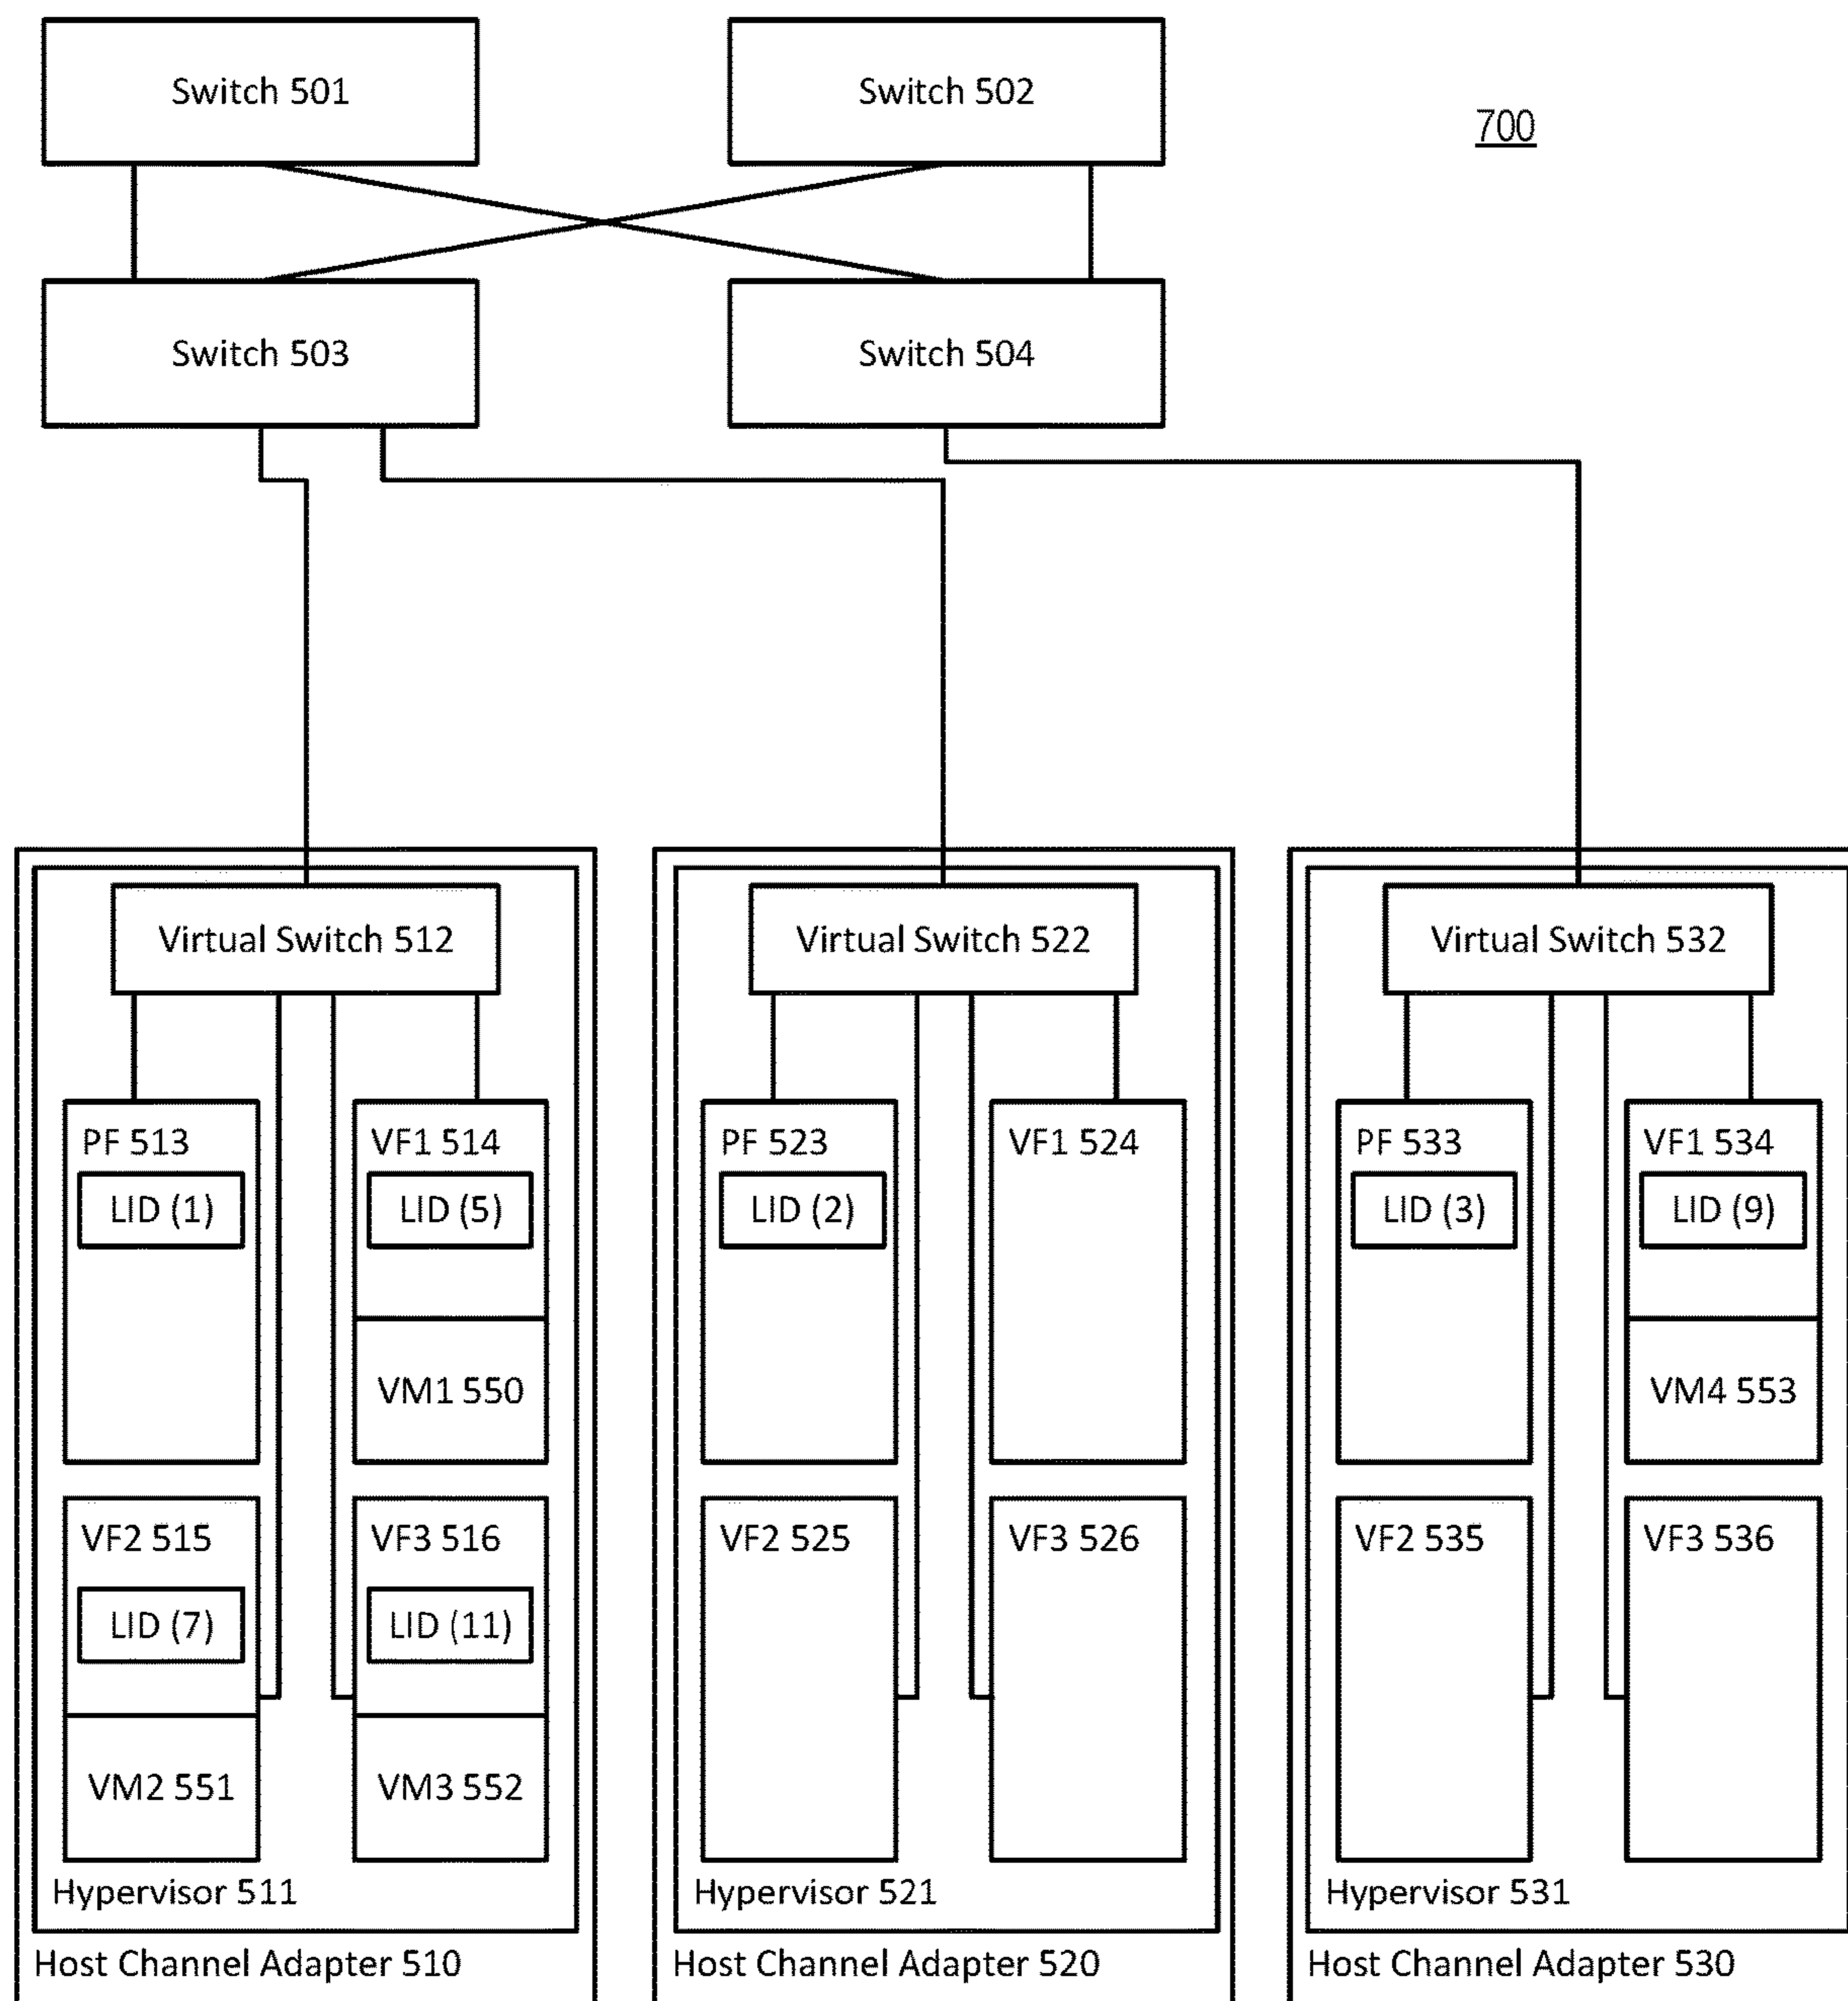 Switch 501
Switch 502
700
Switch 503
Switch 504
Virtual Switch 512
Virtual Switch 522
Virtual Switch 532
PF 513
LID (1)
VF1 514
LID (5)
VM1 550
PF 523
LID (2)
VF1 524
PF 533
LID (3)
VF1 534
LID (9)
VM4 553
VF2 515
LID (7)
VM2 551
VF3 516
LID (11)
VM3 552
VF2 525
VF3 526
VF2 535
VF3 536
Hypervisor 511
Hypervisor 521
Hypervisor 531
Host Channel Adapter 510
Host Channel Adapter 520
Host Channel Adapter 530